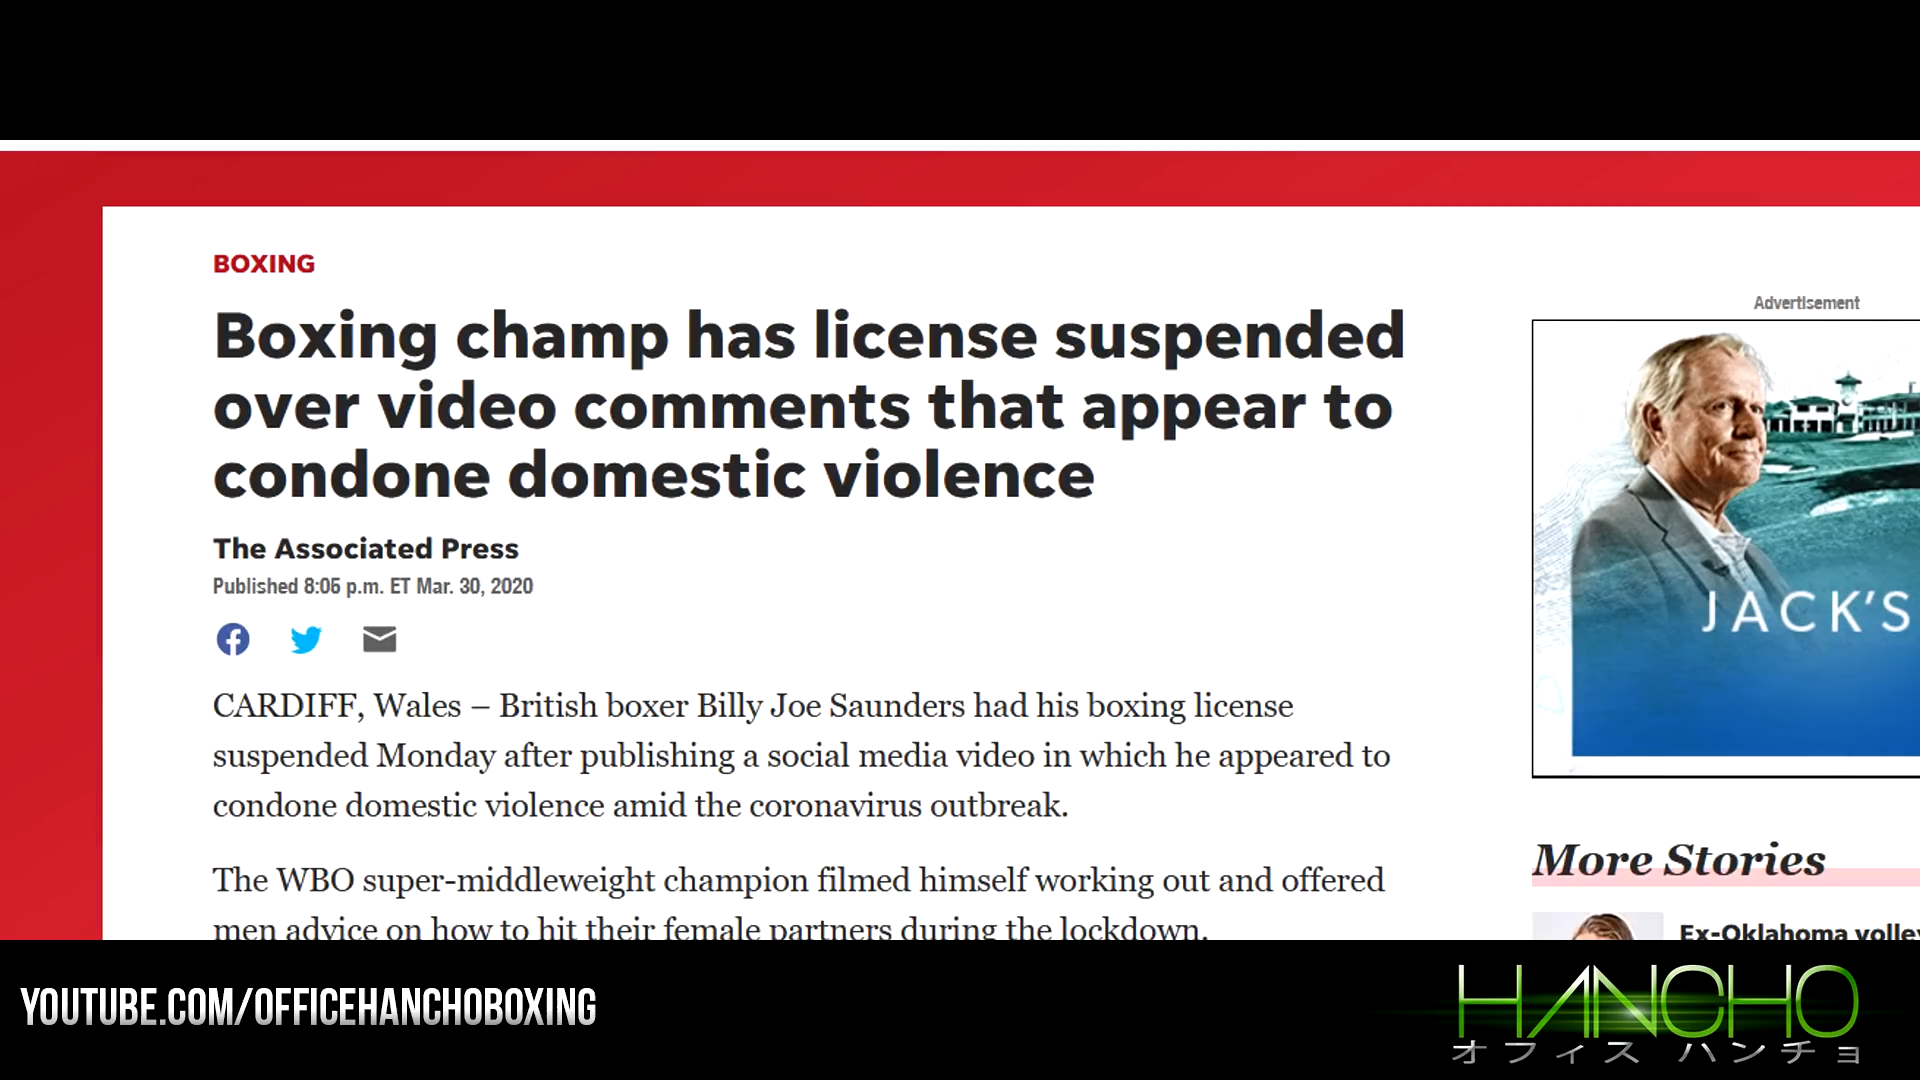 BOXING
Boxing champ has license suspended
over video comments that appear to
condone domestic violence
The Associated Press
Published 8:06 p.m. ET Mar. 30, 2020
CARDIFF, Wales – British boxer Billy Joe Saunders had his boxing license
suspended Monday after publishing a social media video in which he appeared to
condone domestic violence amid the coronavirus outbreak.
The WBO super-middleweight champion filmed himself working out and offered
men advice on how to hit their female partners during the lockdown.
Advertisement
JACK'S
More Stories
Ex-Oklahoma
YOUTUBE.COM/OFFICEHANCHOBOXING
HANCHO
オフィス ハンチョ